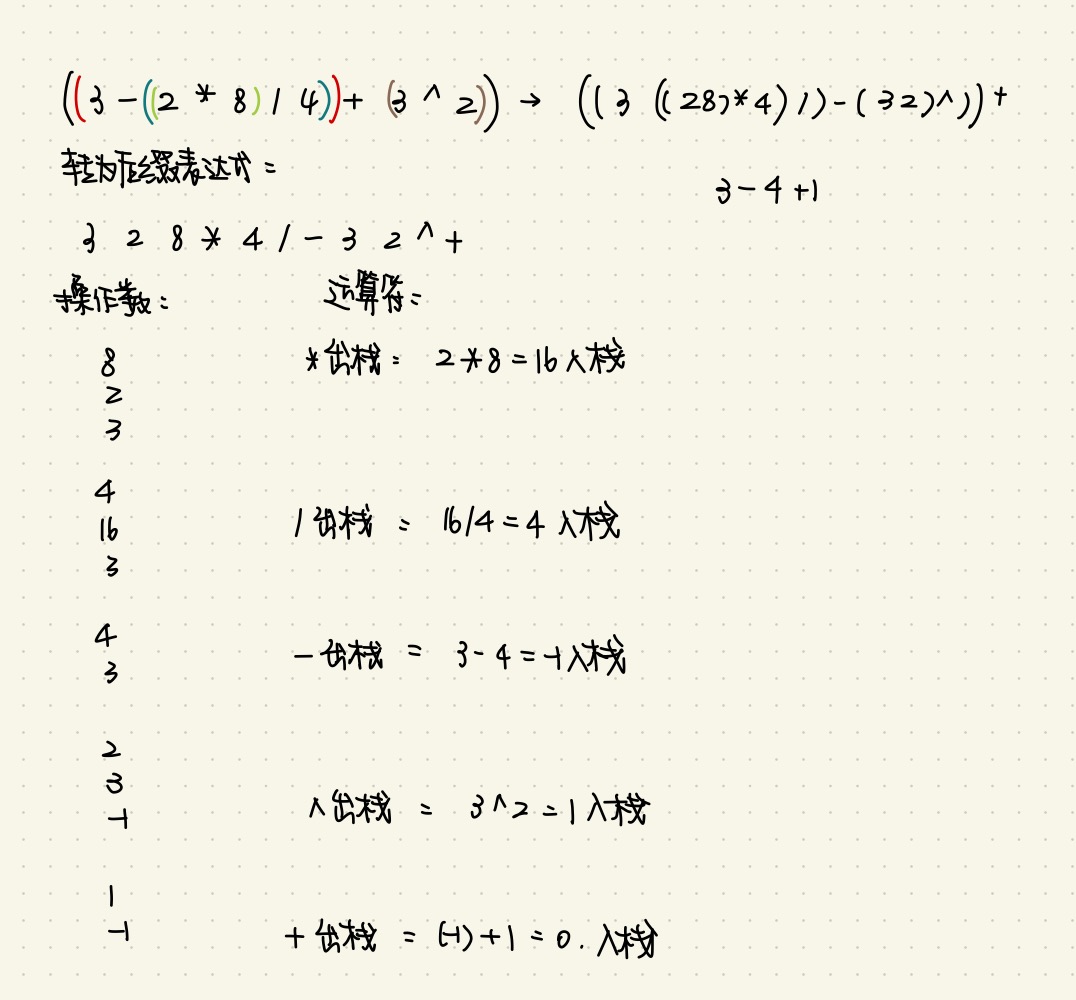 ((3-((2*8)/4))+(3^2)) → ((3((28)*4)/)-(32)^))+
转为后缀表达式:
3-4+1
3 2 8 * 4 / - 3 2 ^ +
操作数: 运算符:
8 *出栈: 2*8=16入栈
2
3
4
16 /出栈: 16/4=4入栈
3
4
3 -出栈: 3-4=-1入栈
2
3
-1 ^出栈: 3^2=1入栈
1
-1 +出栈: (-1)+1=0.入栈